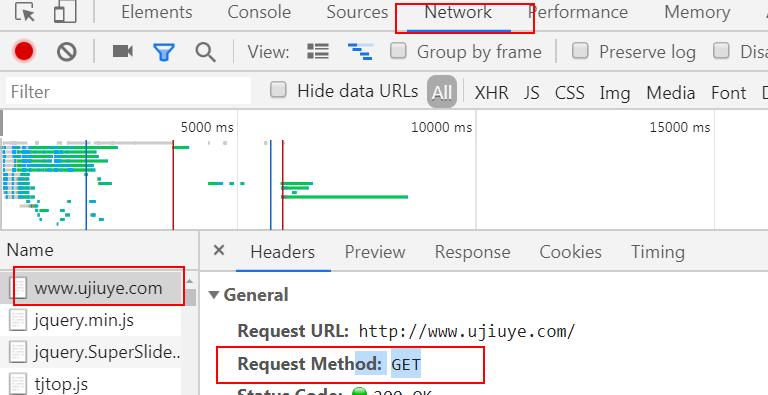 Elements Console Sources Network Performance Memory
View: Group by frame Preserve log Disa
Filter Hide data URLs All XHR JS CSS Img Media Font
5000 ms 10000 ms 15000 ms
Name × Headers Preview Response Cookies Timing
www.ujiuye.com
jquery.min.js
jquery.SuperSlide...
tjtop.js
▼ General
Request URL: http://www.ujiuye.com/
Request Method: GET
Status Code: 200 OK